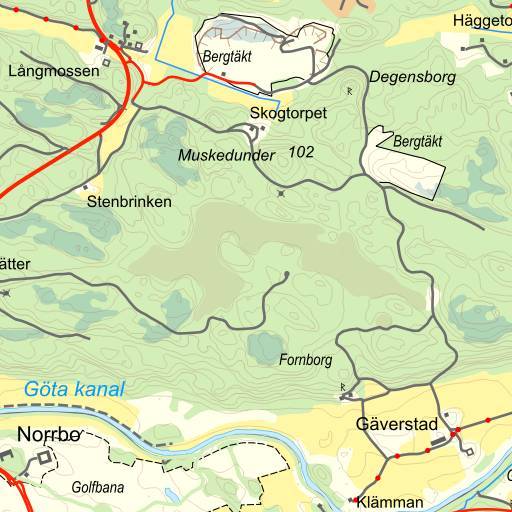 Häggeto
Bergtäkt
Långmossen
Degensborg
Skogtorpet
Bergtäkt
Muskedunder
102
Stenbrinken
ätter
Fornborg
Göta kanal
Gäverstad
Norrbo
Golfbana
Klämman